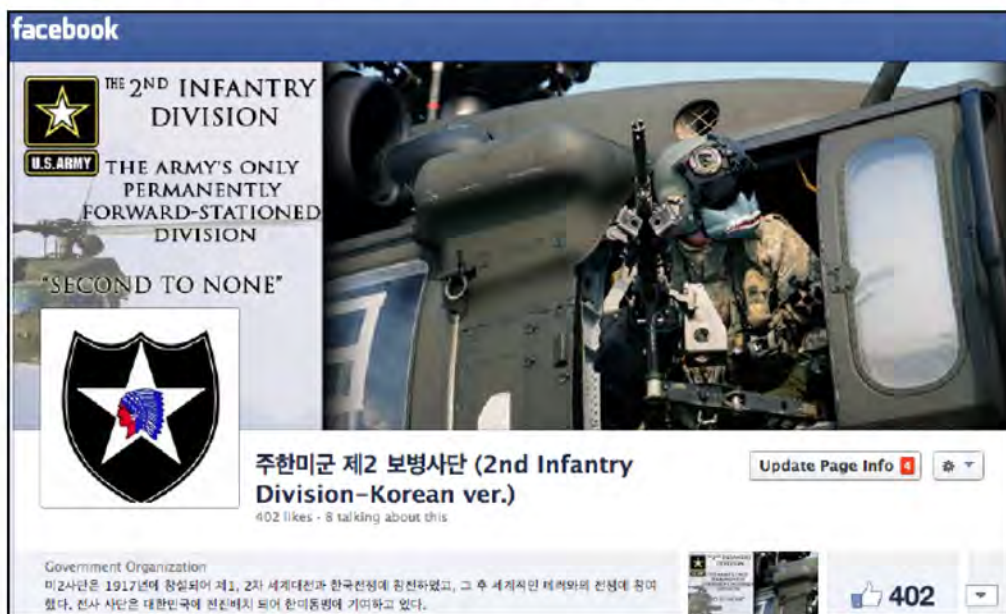 facebook
THE 2ND INFANTRY
DIVISION
U.S.ARMY
THE ARMY'S ONLY
PERMANENTLY
FORWARD-STATIONED
DIVISION
"SECOND TO NONE"
주한미군 제2 보병사단 (2nd Infantry
Division-Korean ver.)
402 likes · 8 talking about this
Update Page Info 4
Government Organization
미2사단은 1917년에 창설되어 제1, 2차 세계대전과 한국전쟁에 참전하였고, 그 후 세계적인 테러와의 전쟁에 참여
했다. 전사 사단은 대한민국에 전진배치 되어 한미동맹에 기여하고 있다.
402